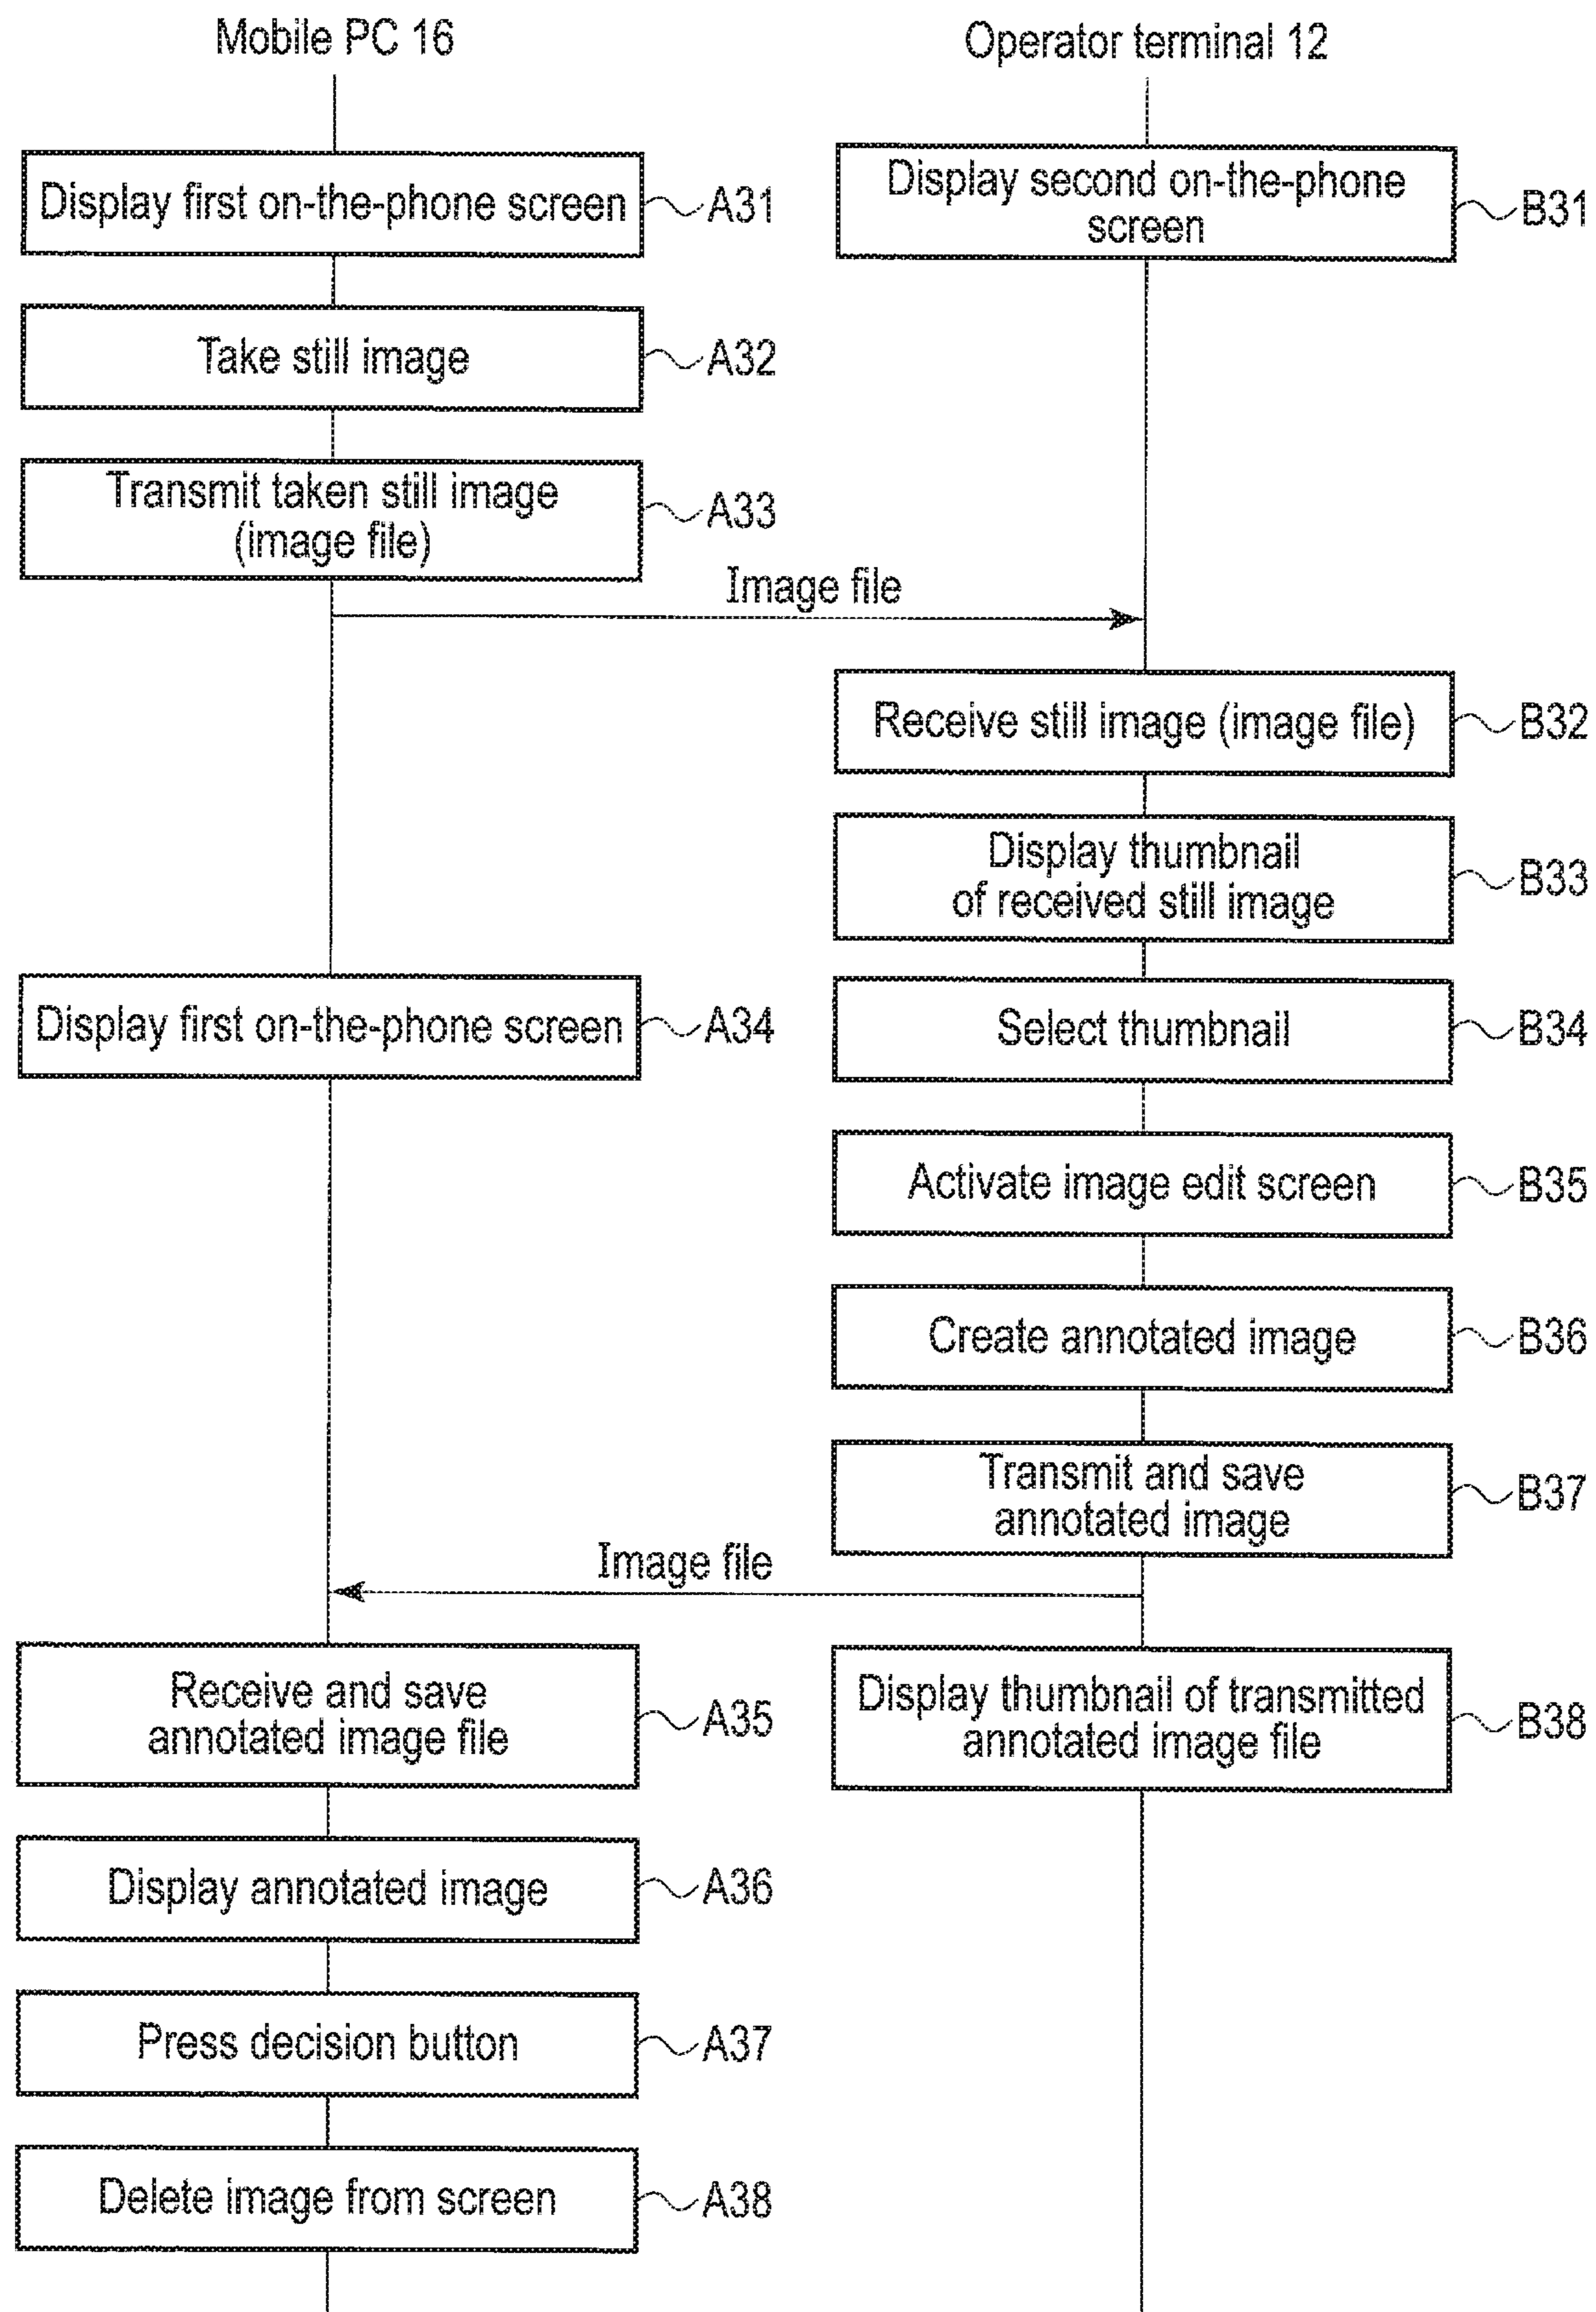 Mobile PC 16
Operator terminal 12
Display first on-the-phone screen
A31
Display second on-the-phone
screen
B31
Take still image
A32
Transmit taken still image
(image file)
A33
Image file
Receive still image (image file)
B32
Display thumbnail
of received still image
B33
Display first on-the-phone screen
A34
Select thumbnail
B34
Activate image edit screen
B35
Create annotated image
B36
Transmit and save
annotated image
B37
Image file
Receive and save
annotated image file
A35
Display thumbnail of transmitted
annotated image file
B38
Display annotated image
A36
Press decision button
A37
Delete image from screen
A38